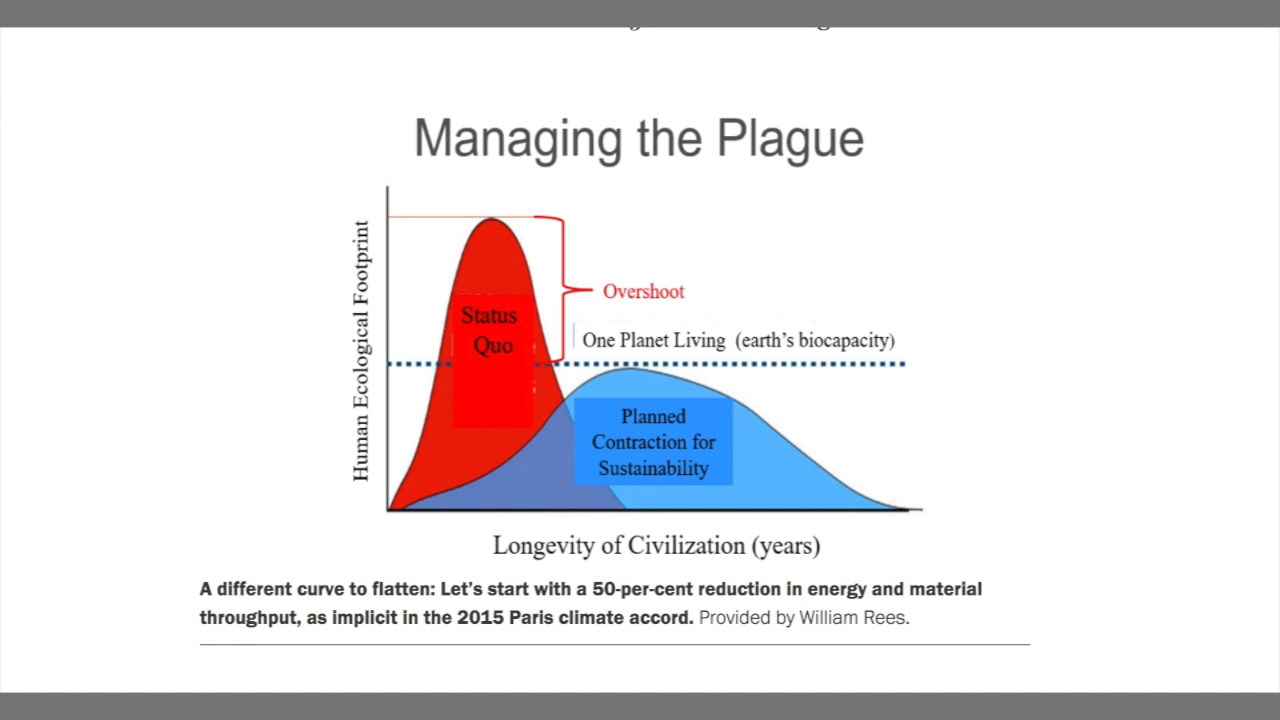 Managing the Plague
Human Ecological Footprint
Status
Quo
Overshoot
One Planet Living (earth's biocapacity)
Planned
Contraction for
Sustainability
Longevity of Civilization (years)
A different curve to flatten: Let’s start with a 50-per-cent reduction in energy and material
throughput, as implicit in the 2015 Paris climate accord. Provided by William Rees.